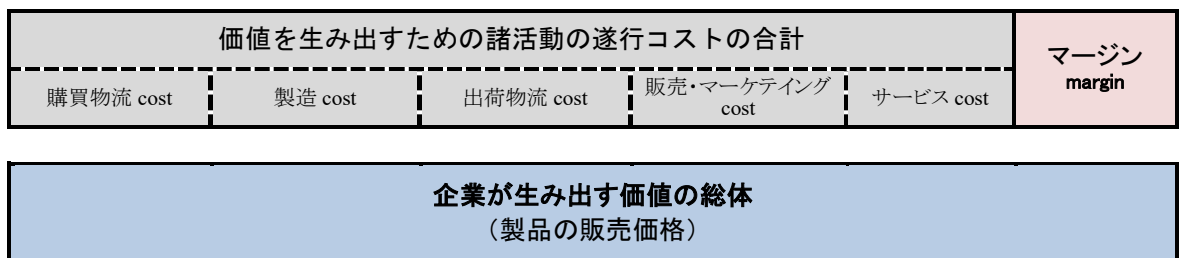 価値を生み出すための諸活動の遂行コストの合計
マージン
margin
購買物流 cost
製造 cost
出荷物流 cost
販売・マーケテイング
cost
サービス cost
企業が生み出す価値の総体
（製品の販売価格）